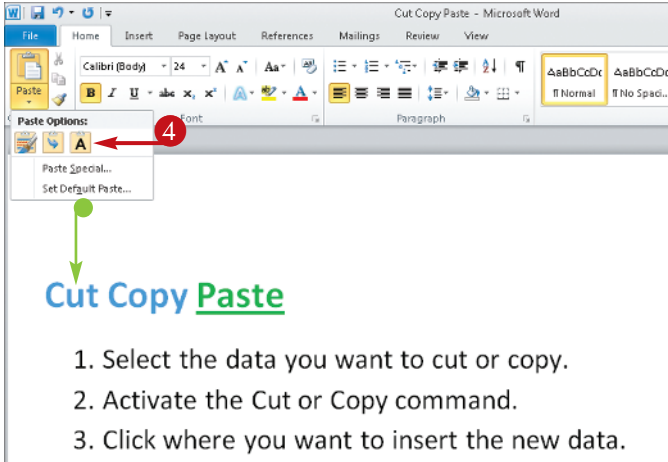 Cut Copy Paste - Microsoft Word
File Home Insert Page Layout References Mailings Review View
Calibri (Body) 24 A A Aa
Paste B I U abc x₂ x² A A
AaBbCcDc AaBbCcDc
¶ Normal ¶ No Spaci...
Font Paragraph
Paste Options:
A 4
Paste Special...
Set Default Paste...
Cut Copy Paste
1. Select the data you want to cut or copy.
2. Activate the Cut or Copy command.
3. Click where you want to insert the new data.